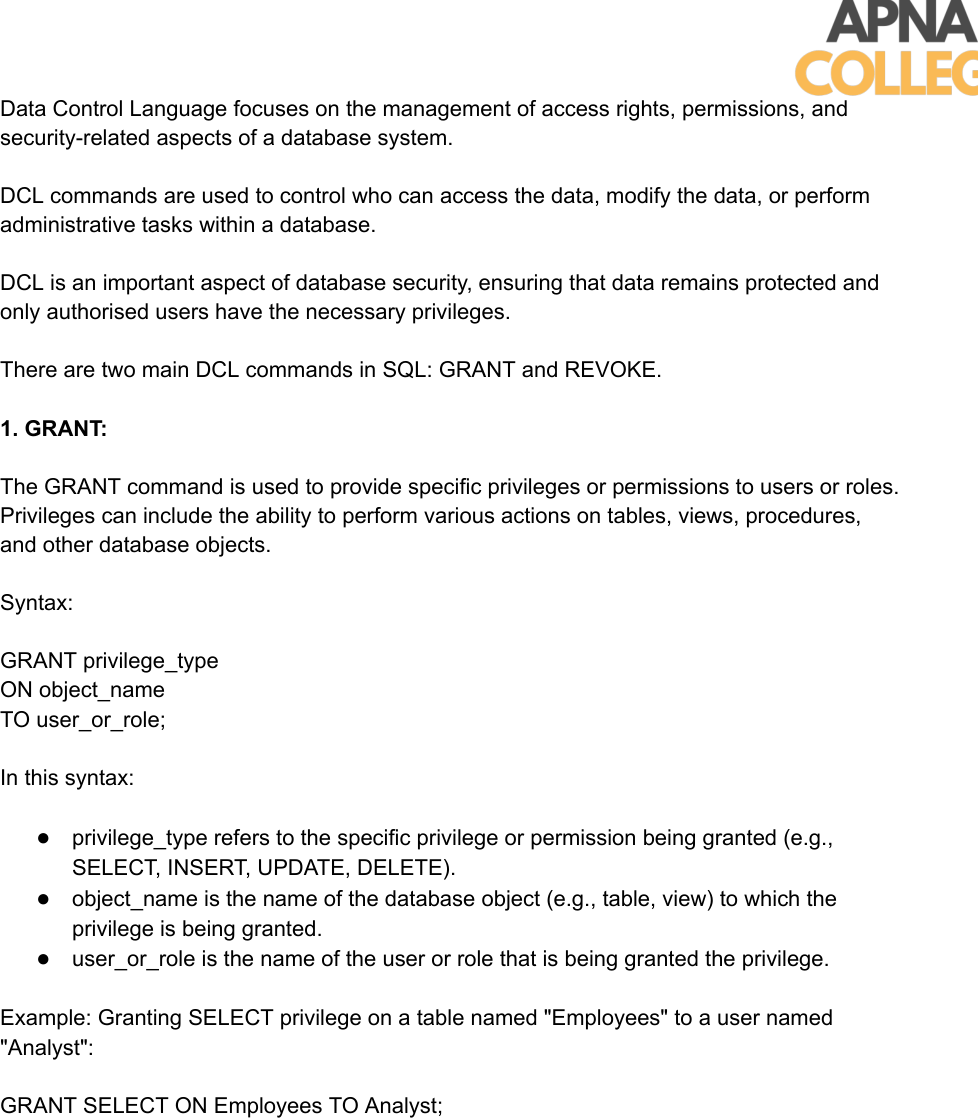 APNA
COLLEG
Data Control Language focuses on the management of access rights, permissions, and
security-related aspects of a database system.
DCL commands are used to control who can access the data, modify the data, or perform
administrative tasks within a database.
DCL is an important aspect of database security, ensuring that data remains protected and
only authorised users have the necessary privileges.
There are two main DCL commands in SQL: GRANT and REVOKE.
1. GRANT:
The GRANT command is used to provide specific privileges or permissions to users or roles.
Privileges can include the ability to perform various actions on tables, views, procedures,
and other database objects.
Syntax:
GRANT privilege_type
ON object_name
TO user_or_role;
In this syntax:
● privilege_type refers to the specific privilege or permission being granted (e.g.,
SELECT, INSERT, UPDATE, DELETE).
● object_name is the name of the database object (e.g., table, view) to which the
privilege is being granted.
● user_or_role is the name of the user or role that is being granted the privilege.
Example: Granting SELECT privilege on a table named "Employees" to a user named
"Analyst":
GRANT SELECT ON Employees TO Analyst;